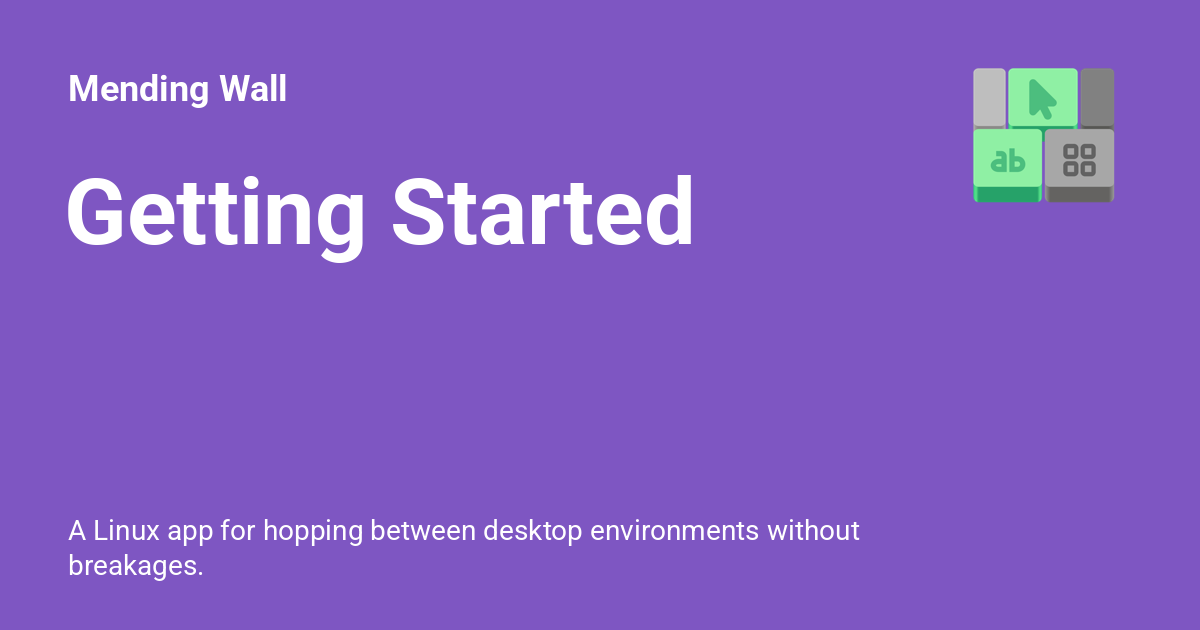 Mending Wall
Getting Started
ab
A Linux app for hopping between desktop environments without
breakages.